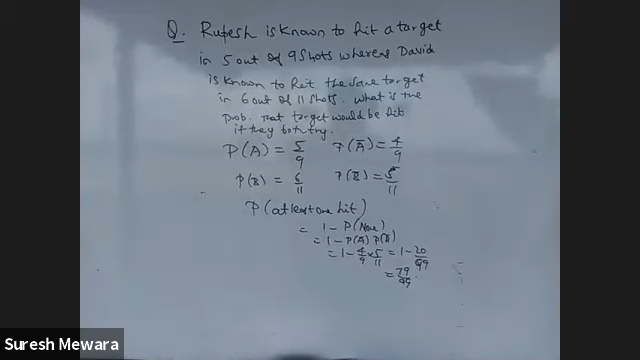 Q. Rupesh is known to hit a target
in 5 out of 9 shots whereas David
is known to hit the same target
in 6 out of 11 shots. What is the
prob. that target would be hit
if they both try.
P(A) = 5/9 P(A̅) = 4/9
P(B) = 6/11 P(B̅) = 5/11
P(at least one hit)
= 1 - P(None)
= 1 - P(A̅) P(B̅)
= 1 - 4/9 × 5/11 = 1 - 20/99
= 79/99
Suresh Mewara